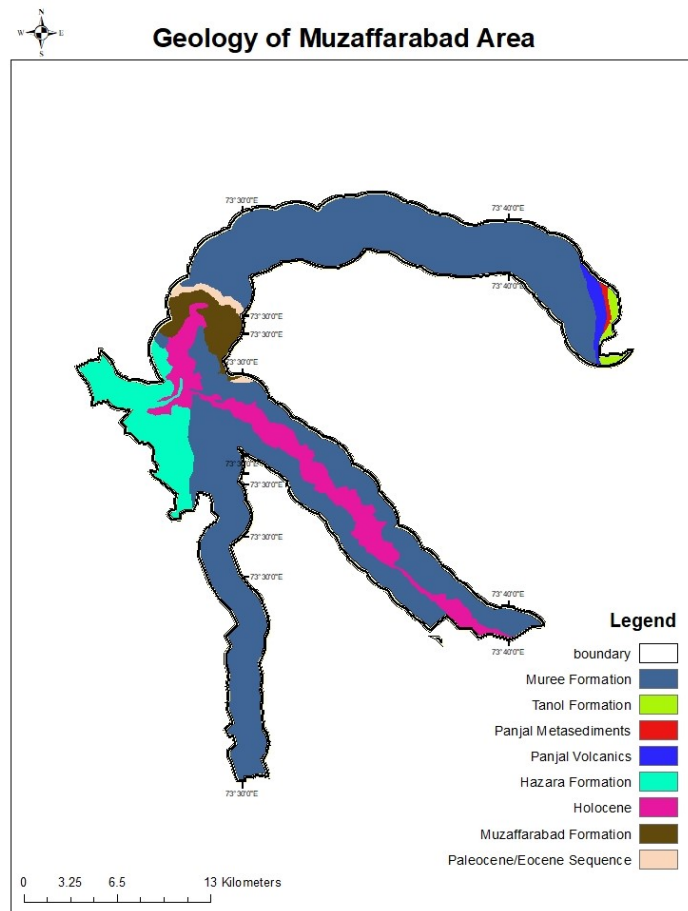 N
W E
S
Geology of Muzaffarabad Area
73°30'0"E
73°40'0"E
73°40'0"E
73°30'0"E
73°30'0"E
73°30'0"E
73°30'0"E
73°30'0"E
73°30'0"E
73°30'0"E
73°40'0"E
73°40'0"E
73°30'0"E
Legend
boundary
Muree Formation
Tanol Formation
Panjal Metasediments
Panjal Volcanics
Hazara Formation
Holocene
Muzaffarabad Formation
Paleocene/Eocene Sequence
0 3.25 6.5 13 Kilometers